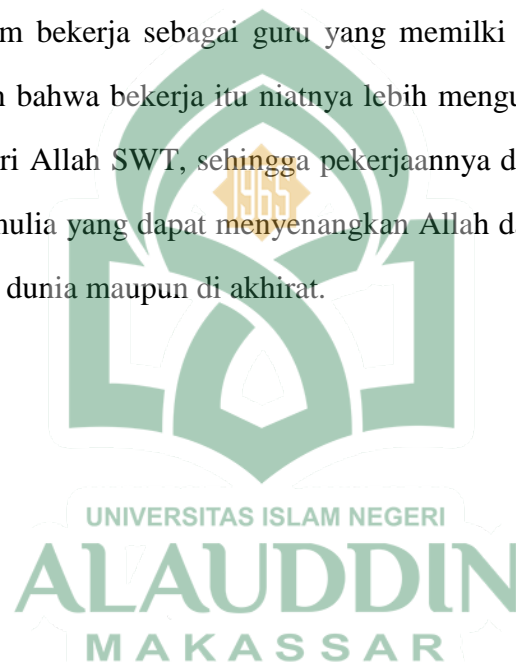 m bekerja sebagai guru yang memilki
bahwa bekerja itu niatnya lebih mengu
ri Allah SWT, sehingga pekerjaannya d
ulia yang dapat menyenangkan Allah d
dunia maupun di akhirat.
1965
UNIVERSITAS ISLAM NEGERI
ALAUDDIN
MAKASSAR